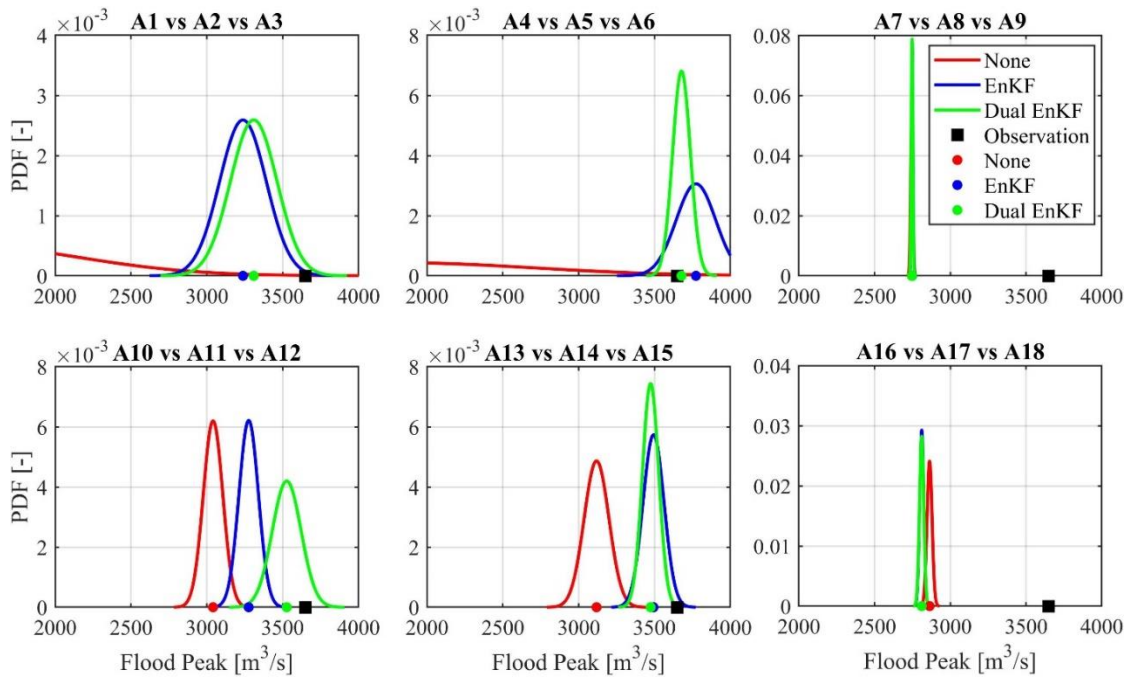 ×10⁻³ A1 vs A2 vs A3
4
3
2
1
0
PDF [-]
2000 2500 3000 3500 4000
×10⁻³ A4 vs A5 vs A6
8
6
4
2
0
2000 2500 3000 3500 4000
A7 vs A8 vs A9
0.08
0.06
0.04
0.02
0
2000 2500 3000 3500 4000
None
EnKF
Dual EnKF
Observation
None
EnKF
Dual EnKF
×10⁻³ A10 vs A11 vs A12
8
6
4
2
0
PDF [-]
2000 2500 3000 3500 4000
Flood Peak [m³/s]
×10⁻³ A13 vs A14 vs A15
8
6
4
2
0
2000 2500 3000 3500 4000
Flood Peak [m³/s]
A16 vs A17 vs A18
0.04
0.03
0.02
0.01
0
2000 2500 3000 3500 4000
Flood Peak [m³/s]